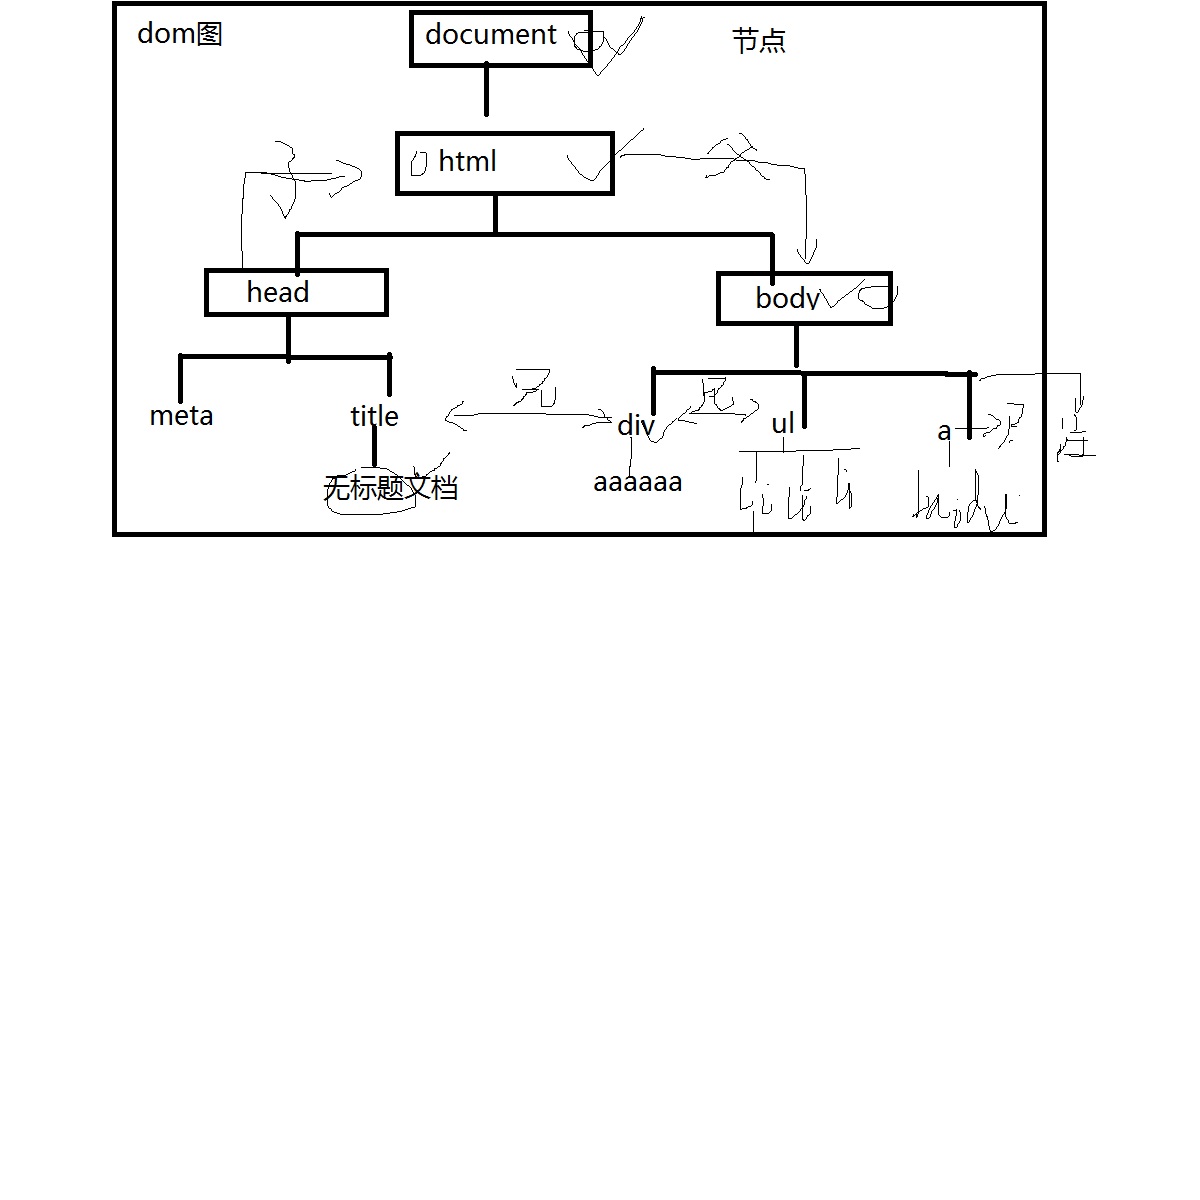 dom图
document
节点
html
父
子
head
body
兄
兄
meta
title
div
ul
a
无标题文档
aaaaaa
li li li
baidu